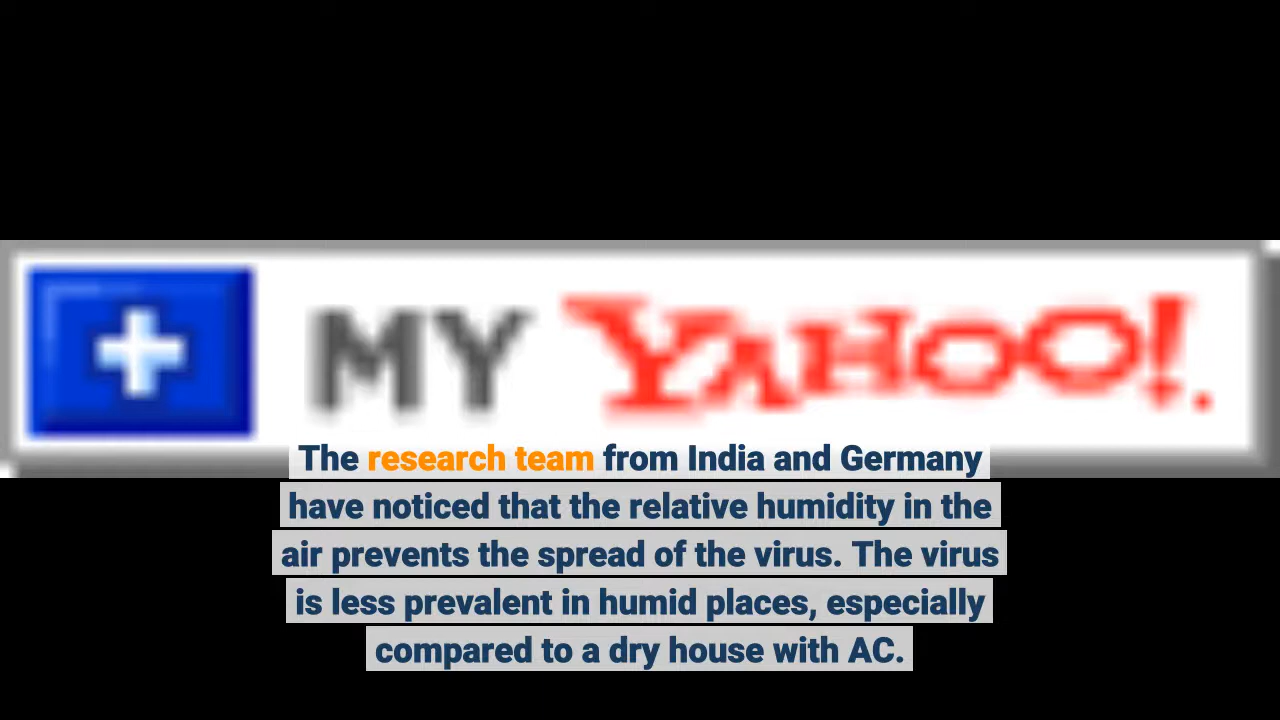 MY YAHOO!.
The research team from India and Germany
have noticed that the relative humidity in the
air prevents the spread of the virus. The virus
is less prevalent in humid places, especially
compared to a dry house with AC.